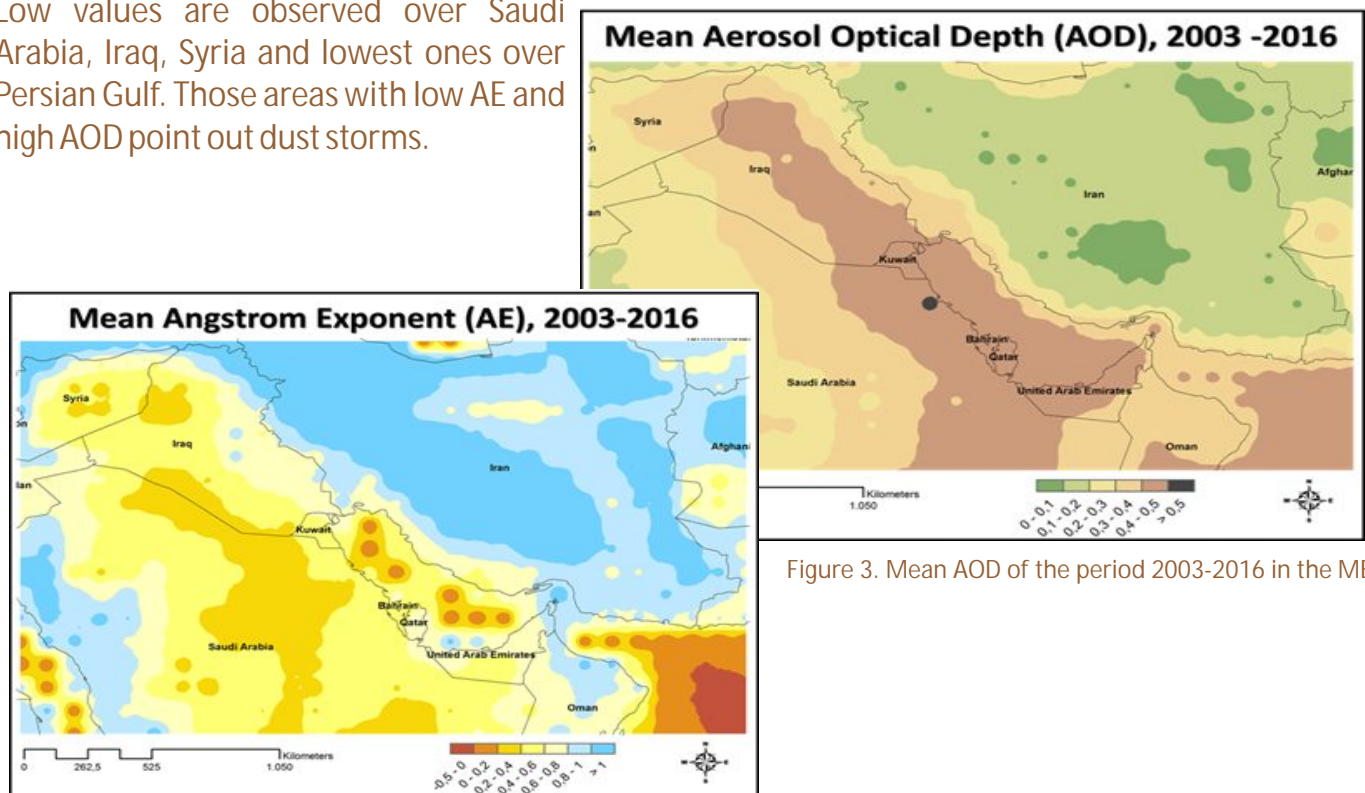 Low values are observed over Saudi
Arabia, Iraq, Syria and lowest ones over
Persian Gulf. Those areas with low AE and
high AOD point out dust storms.
Mean Aerosol Optical Depth (AOD), 2003 -2016
Syria
Iraq
Iran
Afghan
an
Kuwait
Bahrain
Qatar
Saudi Arabia
United Arab Emirates
Oman
Kilometers
1.050
0 - 0,1
0,1 - 0,2
0,2 - 0,3
0,3 - 0,4
0,4 - 0,5
> 0,5
Figure 3. Mean AOD of the period 2003-2016 in the ME
Mean Angstrom Exponent (AE), 2003-2016
Syria
Iraq
Iran
Afghani
lan
Kuwait
Bahrain
Qatar
Saudi Arabia
United Arab Emirates
Oman
0
262,5
525
1.050
Kilometers
-0,5 - 0
0 - 0,2
0,2 - 0,4
0,4 - 0,6
0,6 - 0,8
0,8 - 1
> 1